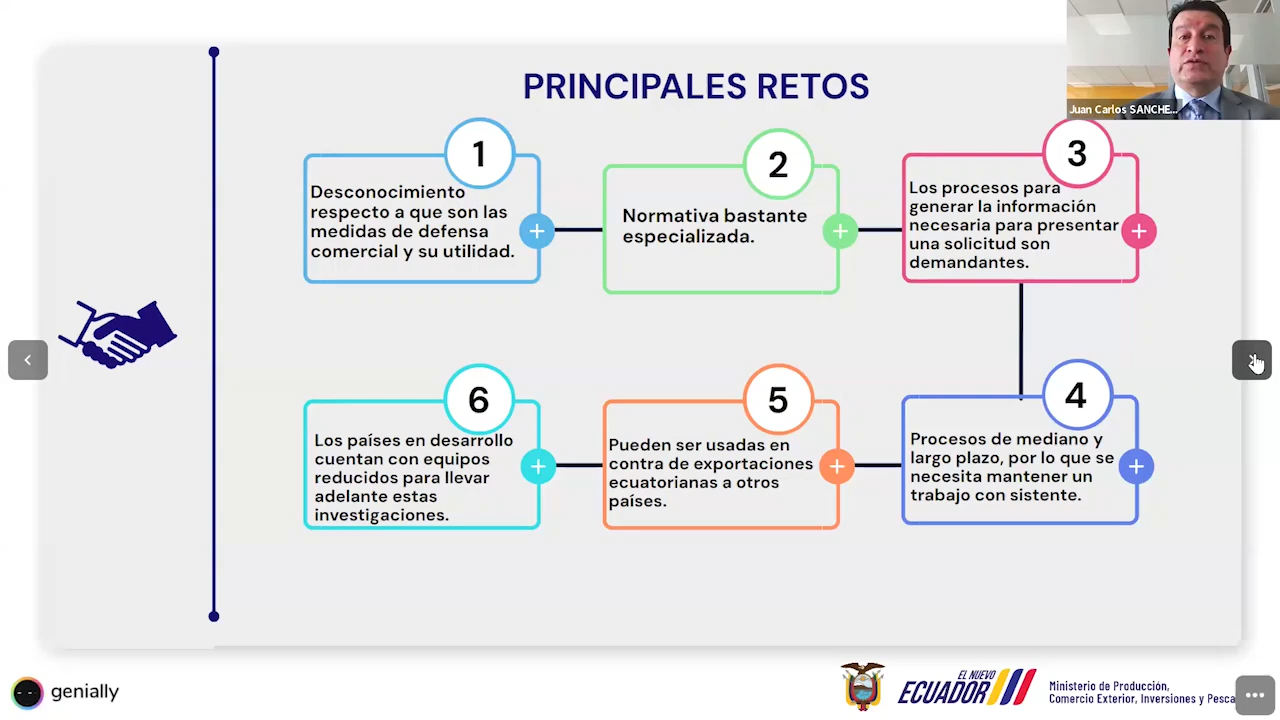 PRINCIPALES RETOS
Juan Carlos SANCHE...
1
Desconocimiento
respecto a que son las
medidas de defensa
comercial y su utilidad.
+
2
Normativa bastante
especializada.
+
3
Los procesos para
generar la información
necesaria para presentar
una solicitud son
demandantes.
+
4
Procesos de mediano y
largo plazo, por lo que se
necesita mantener un
trabajo con sistente.
+
5
Pueden ser usadas en
contra de exportaciones
ecuatorianas a otros
países.
+
6
Los países en desarrollo
cuentan con equipos
reducidos para llevar
adelante estas
investigaciones.
+
genially
EL NUEVO
ECUADOR
Ministerio de Producción,
Comercio Exterior, Inversiones y Pesca